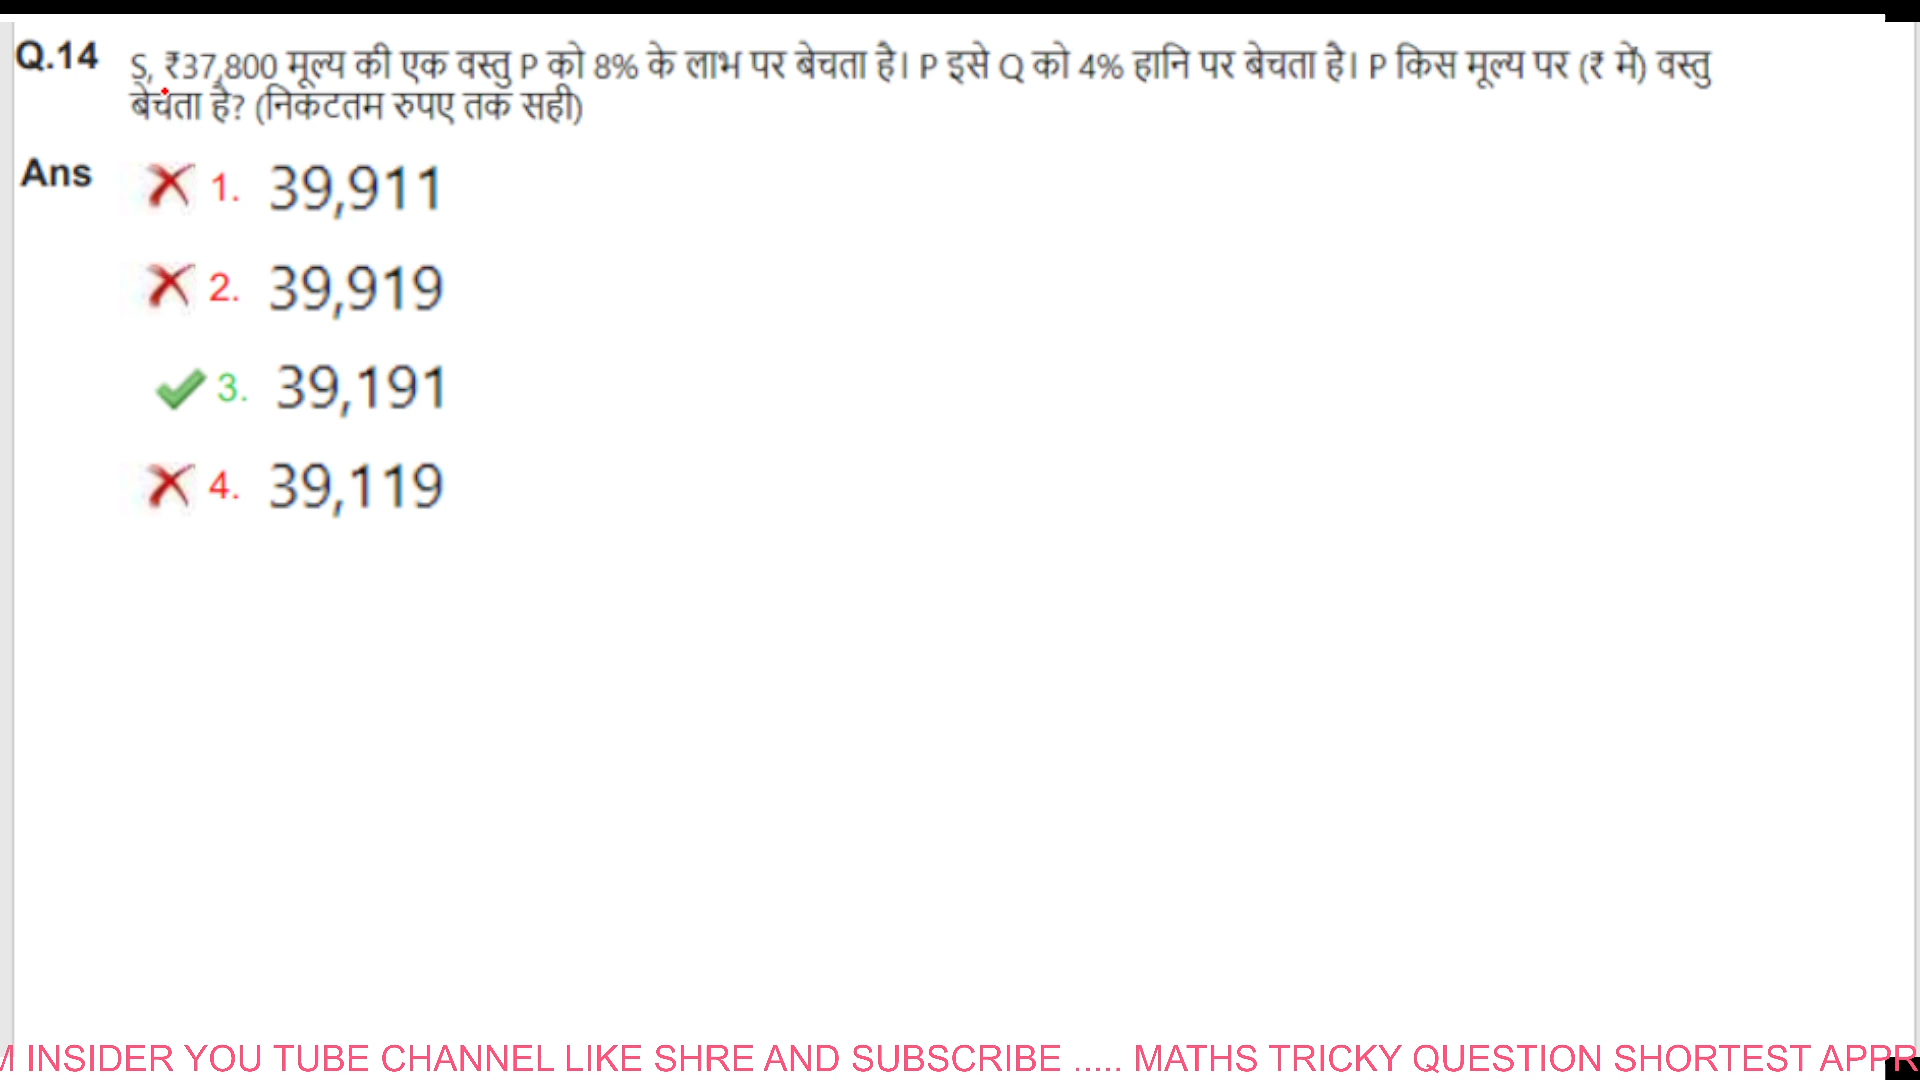 Q.14 S, ₹37,800 मूल्य की एक वस्तु P को 8% के लाभ पर बेचता है। P इसे Q को 4% हानि पर बेचता है। P किस मूल्य पर (₹ में) वस्तु
बेचता है? (निकटतम रुपए तक सही)
Ans 1. 39,911
2. 39,919
3. 39,191
4. 39,119
INSIDER YOU TUBE CHANNEL LIKE SHRE AND SUBSCRIBE ..... MATHS TRICKY QUESTION SHORTEST APPR